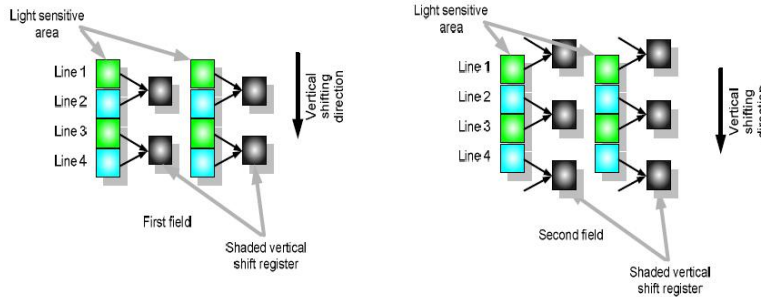 Light sensitive
area
Line 1
Line 2
Line 3
Line 4
Vertical
shifting
direction
First field
Shaded vertical
shift register
Light sensitive
area
Line 1
Line 2
Line 3
Line 4
Vertical
shifting
direction
Second field
Shaded vertical
shift register